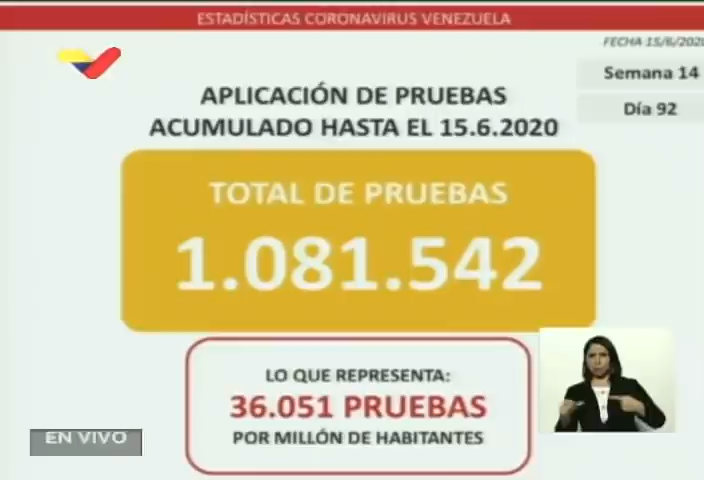 ESTADÍSTICAS CORONAVIRUS VENEZUELA
FECHA 15/6/2020
Semana 14
Día 92
APLICACIÓN DE PRUEBAS
ACUMULADO HASTA EL 15.6.2020
TOTAL DE PRUEBAS
1.081.542
LO QUE REPRESENTA:
36.051 PRUEBAS
POR MILLÓN DE HABITANTES
EN VIVO